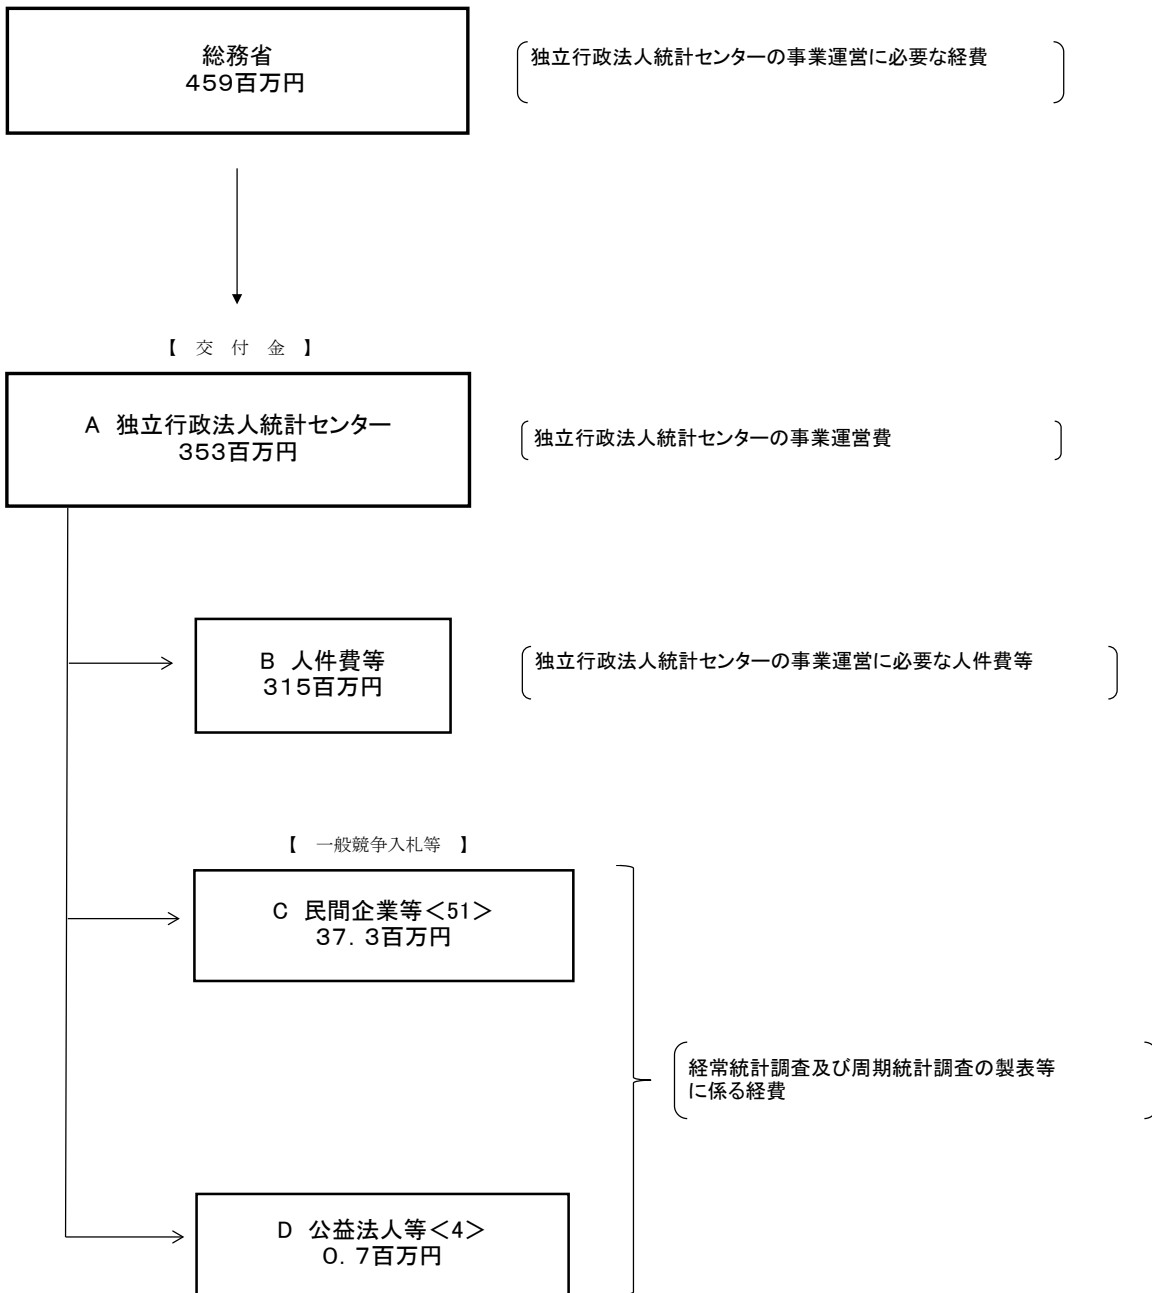 総務省
459百万円
独立行政法人統計センターの事業運営に必要な経費
【　交　付　金　】
A　独立行政法人統計センター
353百万円
独立行政法人統計センターの事業運営費
B　人件費等
315百万円
独立行政法人統計センターの事業運営に必要な人件費等
【　一般競争入札等　】
C　民間企業等＜51＞
37．3百万円
経常統計調査及び周期統計調査の製表等
に係る経費
D　公益法人等＜4＞
0．7百万円